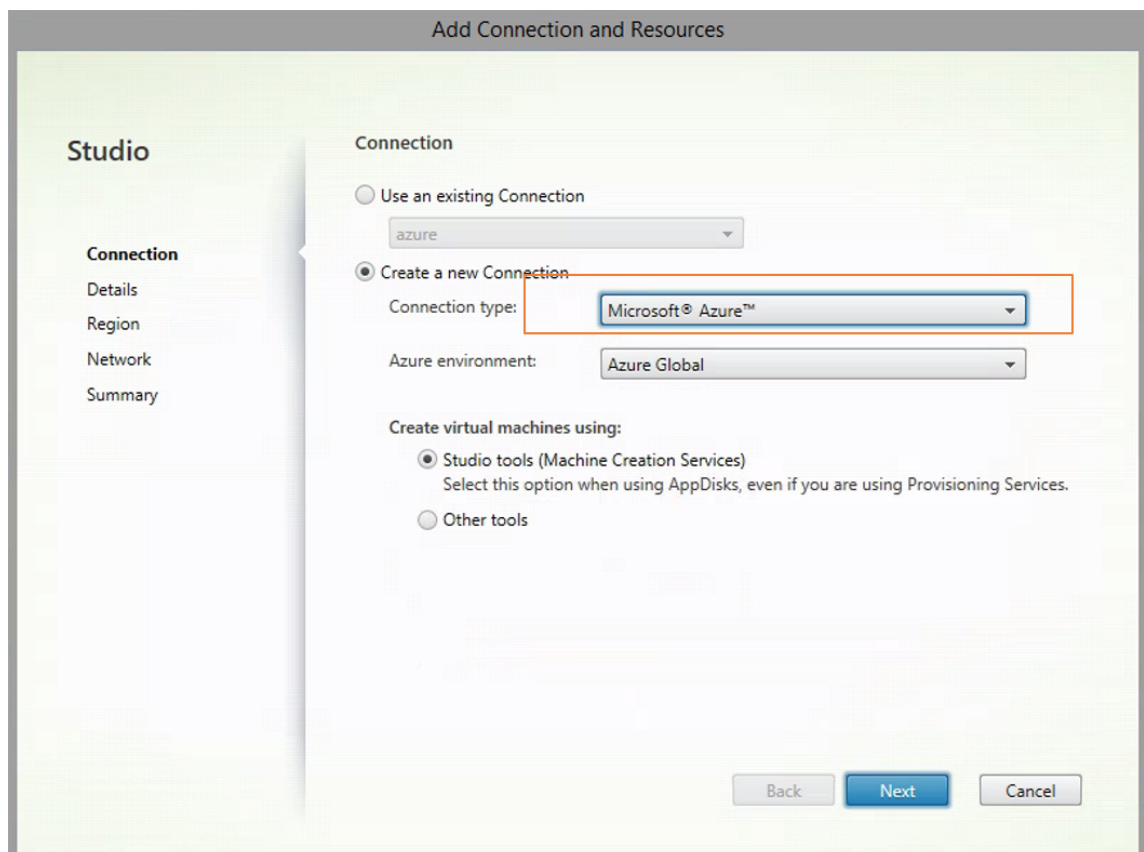 Add Connection and Resources
Studio
Connection
Details
Region
Network
Summary
Connection
Use an existing Connection
azure
Create a new Connection
Connection type:
Microsoft® Azure™
Azure environment:
Azure Global
Create virtual machines using:
Studio tools (Machine Creation Services)
Select this option when using AppDisks, even if you are using Provisioning Services.
Other tools
Back
Next
Cancel